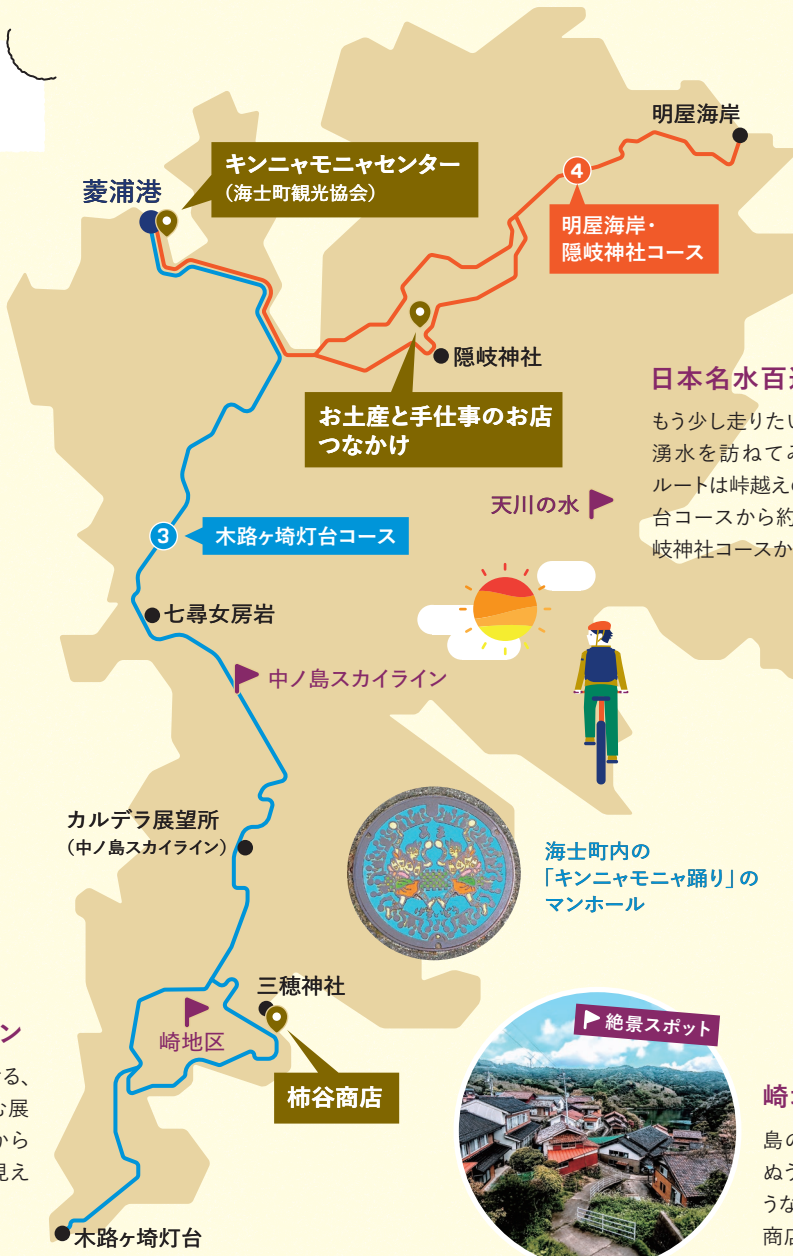 明屋海岸
キンニャモニャセンター
（海士町観光協会）
菱浦港
4
明屋海岸・
隠岐神社コース
隠岐神社
お土産と手仕事のお店
つなかけ
日本名水百
もう少し走りたい
湧水を訪ねてみ
ルートは峠越えの
台コースから約
岐神社コースか
天川の水
3
木路ヶ埼灯台コース
七尋女房岩
中ノ島スカイライン
カルデラ展望所
（中ノ島スカイライン）
海士町内の
「キンニャモニャ踊り」の
マンホール
三穂神社
崎地区
柿谷商店
絶景スポット
ン
る、
展
から
見え
崎
島の
ぬう
うな
商店
木路ヶ埼灯台